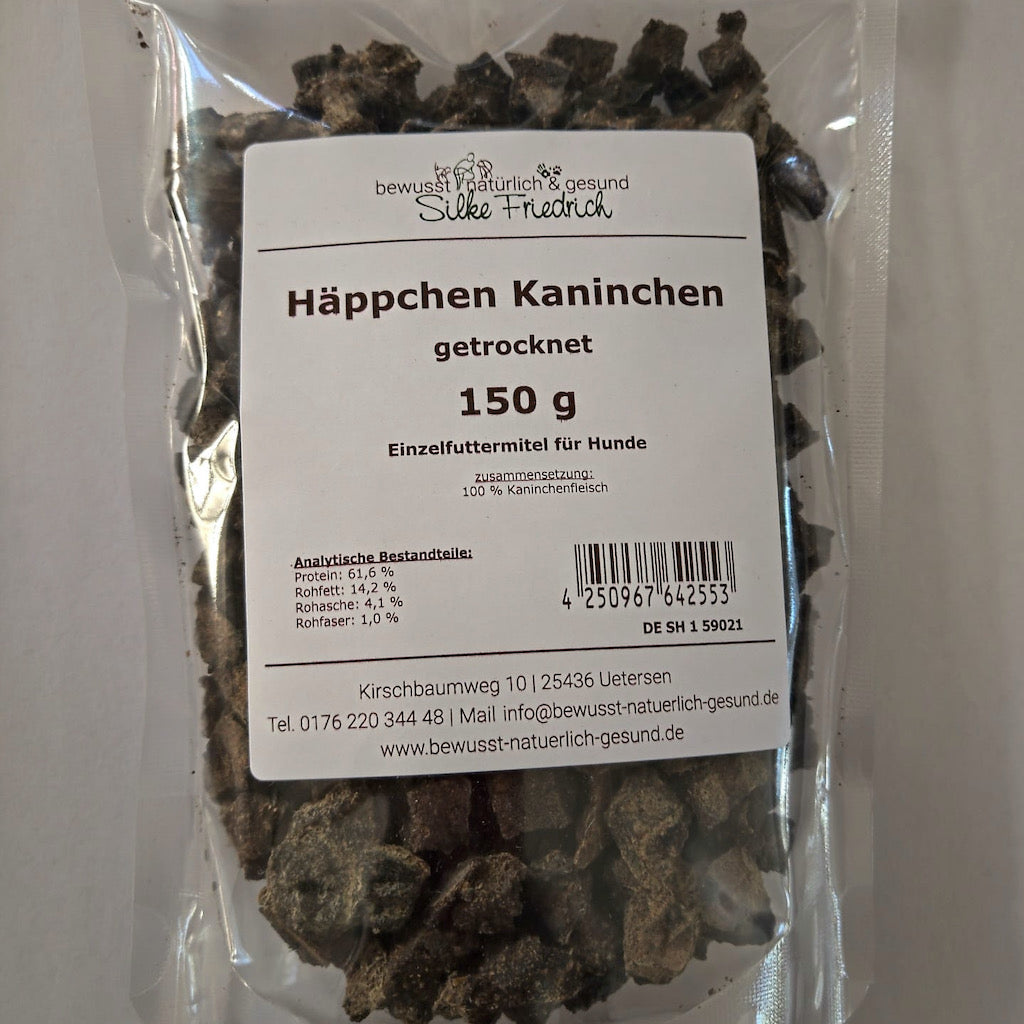 bewusst natürlich & gesund
Silke Friedrich
Häppchen Kaninchen
getrocknet
150 g
Einzelfuttermitel für Hunde
zusammensetzung:
100 % Kaninchenfleisch
Analytische Bestandteile:
Protein: 61,6 %
Rohfett: 14,2 %
Rohasche: 4,1 %
Rohfaser: 1,0 %
4 250967 642553
DE SH 1 59021
Kirschbaumweg 10 | 25436 Uetersen
Tel. 0176 220 344 48 | Mail info@bewusst-natuerlich-gesund.de
www.bewusst-natuerlich-gesund.de